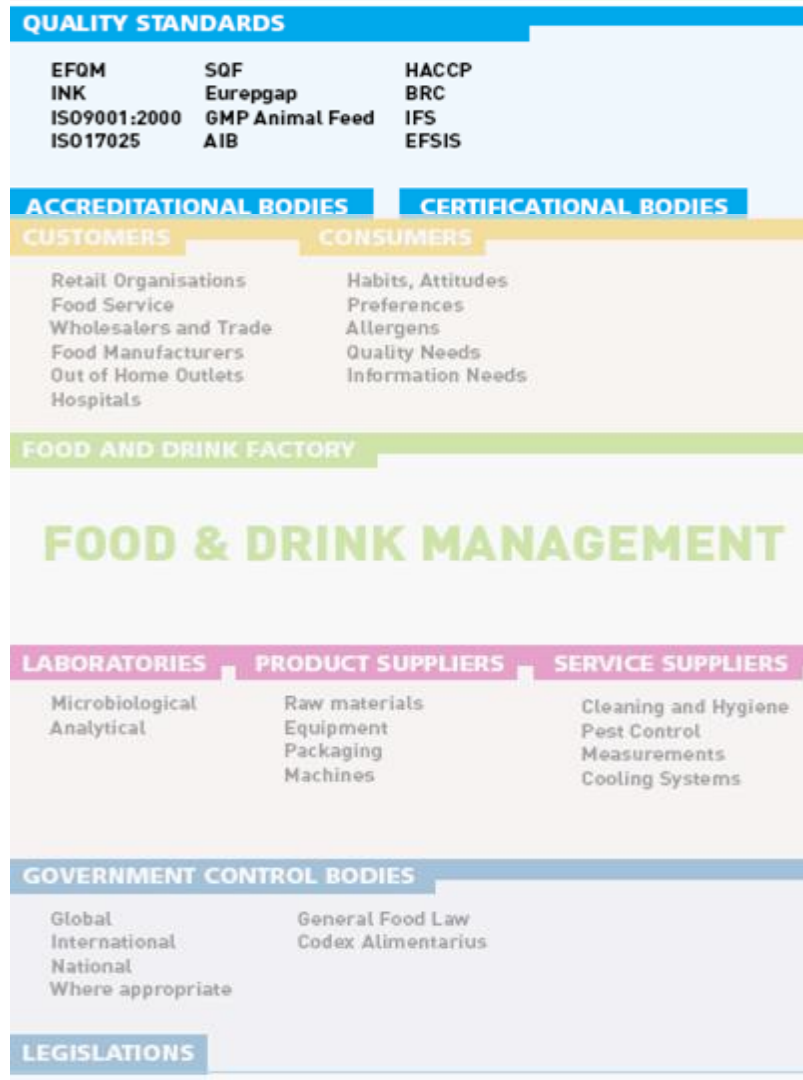 QUALITY STANDARDS
EFQM SQF HACCP
INK Eurepgap BRC
ISO9001:2000 GMP Animal Feed IFS
ISO17025 AIB EFSIS
ACCREDITATIONAL BODIES CERTIFICATIONAL BODIES
CUSTOMERS CONSUMERS
Retail Organisations Habits, Attitudes
Food Service Preferences
Wholesalers and Trade Allergens
Food Manufacturers Quality Needs
Out of Home Outlets Information Needs
Hospitals
FOOD AND DRINK FACTORY
FOOD & DRINK MANAGEMENT
LABORATORIES PRODUCT SUPPLIERS SERVICE SUPPLIERS
Microbiological Raw materials Cleaning and Hygiene
Analytical Equipment Pest Control
Packaging Measurements
Machines Cooling Systems
GOVERNMENT CONTROL BODIES
Global General Food Law
International Codex Alimentarius
National
Where appropriate
LEGISLATIONS